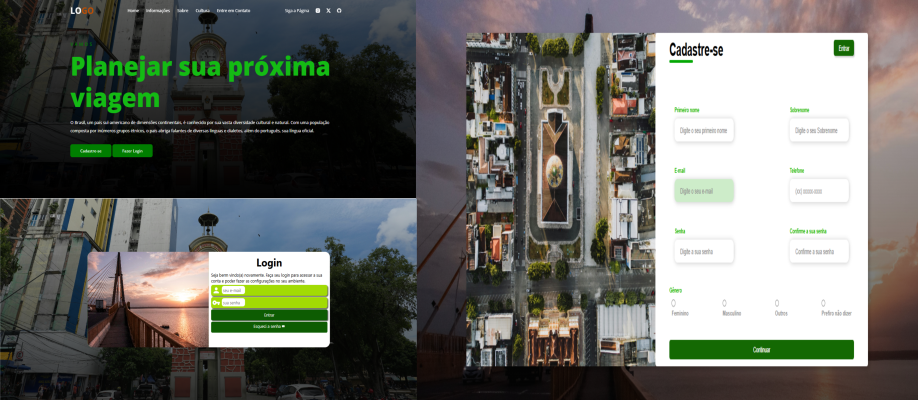 LOGO
Home Informações Sobre Cultura Entre em Contato
Siga a Página
Planejar sua próxima
viagem
O Brasil, um país sul-americano de dimensões continentais, é conhecido por sua vasta diversidade cultural e natural. Com uma população
composta por inúmeros grupos étnicos, o país abriga falantes de diversas línguas e dialetos, além do português, sua língua oficial.
Cadastre-se Fazer Login
Login
Seja bem vindo(a) novamente. Faça seu login para acessar a sua
conta e poder fazer as configurações no seu ambiente.
seu e-mail
sua senha
Entrar
Esqueci a senha
Cadastre-se
Entrar
Primeiro nome Sobrenome
Digite o seu primeiro nome Digite o seu Sobrenome
E-mail Telefone
Digite o seu e-mail (xx) xxxxx-xxxx
Senha Confirme a sua senha
Digite a sua senha Confirme a sua senha
Gênero
Feminino Masculino Outros Prefiro não dizer
Continuar